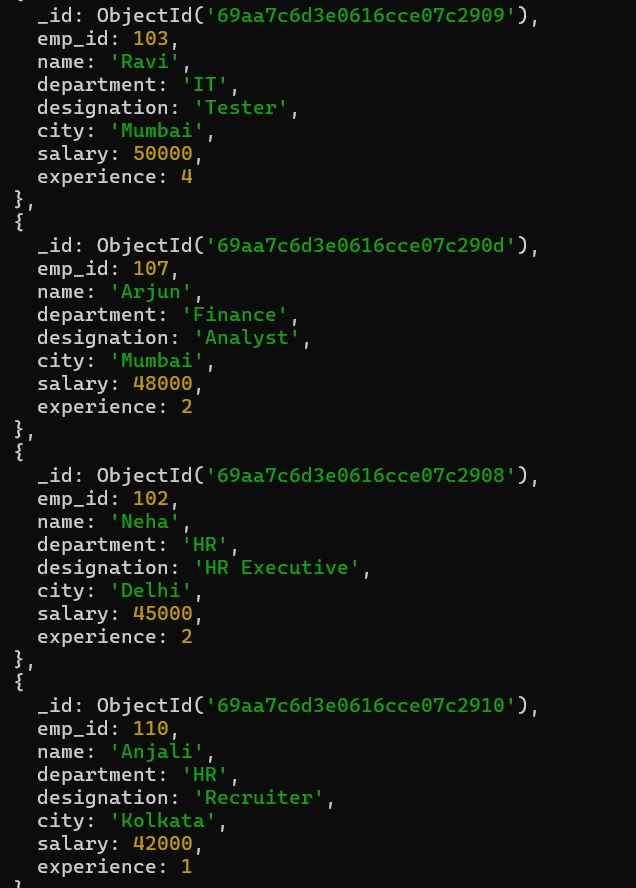 {
_id: ObjectId('69aa7c6d3e0616cce07c2909'),
emp_id: 103,
name: 'Ravi',
department: 'IT',
designation: 'Tester',
city: 'Mumbai',
salary: 50000,
experience: 4
},
{
_id: ObjectId('69aa7c6d3e0616cce07c290d'),
emp_id: 107,
name: 'Arjun',
department: 'Finance',
designation: 'Analyst',
city: 'Mumbai',
salary: 48000,
experience: 2
},
{
_id: ObjectId('69aa7c6d3e0616cce07c2908'),
emp_id: 102,
name: 'Neha',
department: 'HR',
designation: 'HR Executive',
city: 'Delhi',
salary: 45000,
experience: 2
},
{
_id: ObjectId('69aa7c6d3e0616cce07c2910'),
emp_id: 110,
name: 'Anjali',
department: 'HR',
designation: 'Recruiter',
city: 'Kolkata',
salary: 42000,
experience: 1
}